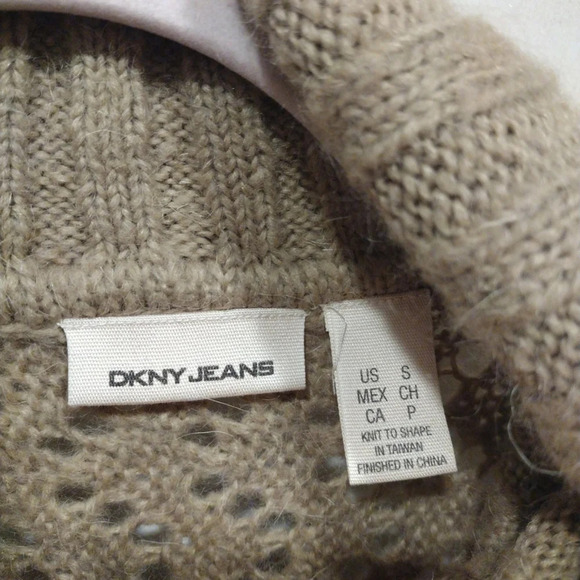 DKNY JEANS
US S
MEX CH
CA P
KNIT TO SHAPE
IN TAIWAN
FINISHED IN CHINA